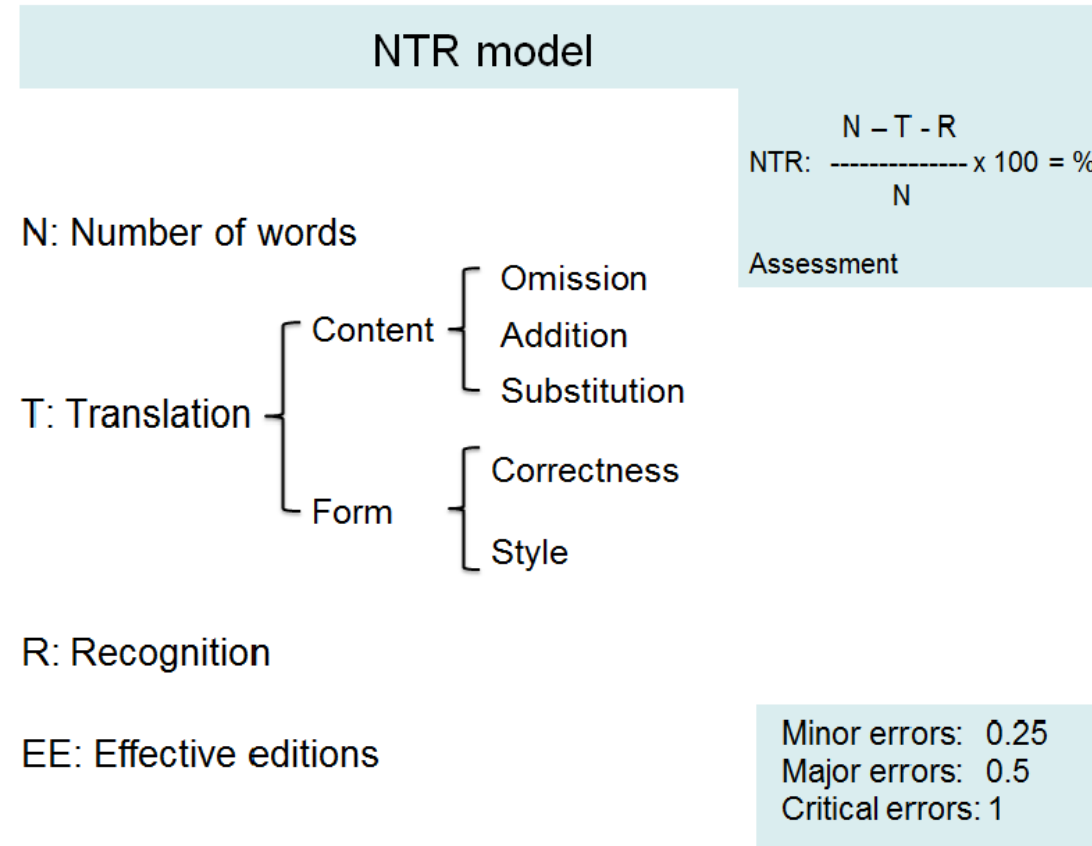 NTR model
N – T - R
NTR: -------------- x 100 = %
N
Assessment
N: Number of words
T: Translation
Content
Omission
Addition
Substitution
Form
Correctness
Style
R: Recognition
EE: Effective editions
Minor errors: 0.25
Major errors: 0.5
Critical errors: 1